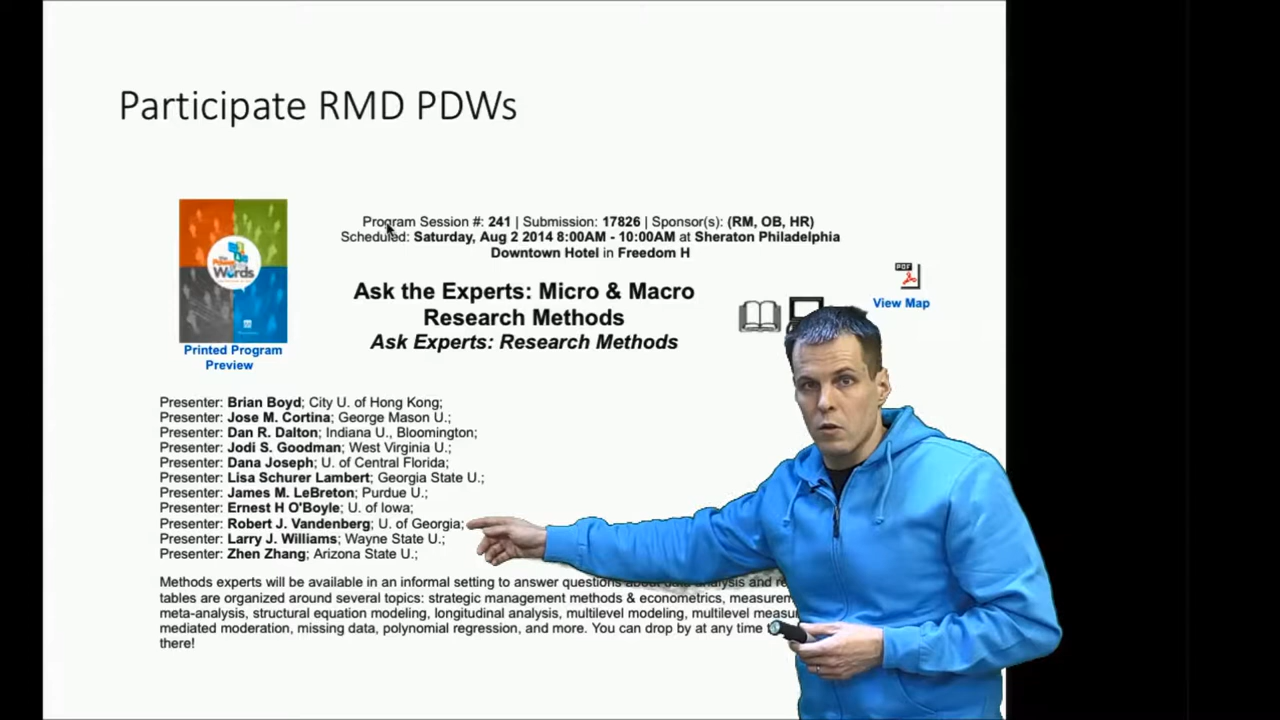 Participate RMD PDWs
Program Session #: 241 | Submission: 17826 | Sponsor(s): (RM, OB, HR)
Scheduled: Saturday, Aug 2 2014 8:00AM - 10:00AM at Sheraton Philadelphia
Downtown Hotel in Freedom H
Words
PDF
View Map
Ask the Experts: Micro & Macro
Research Methods
Ask Experts: Research Methods
Printed Program
Preview
Presenter: Brian Boyd; City U. of Hong Kong;
Presenter: Jose M. Cortina; George Mason U.;
Presenter: Dan R. Dalton; Indiana U., Bloomington;
Presenter: Jodi S. Goodman; West Virginia U.;
Presenter: Dana Joseph; U. of Central Florida;
Presenter: Lisa Schurer Lambert; Georgia State U.;
Presenter: James M. LeBreton; Purdue U.;
Presenter: Ernest H O'Boyle; U. of Iowa;
Presenter: Robert J. Vandenberg; U. of Georgia;
Presenter: Larry J. Williams; Wayne State U.;
Presenter: Zhen Zhang; Arizona State U.;
Methods experts will be available in an informal setting to answer questions about data analysis and
tables are organized around several topics: strategic management methods & econometrics,
meta-analysis, structural equation modeling, longitudinal analysis, multilevel modeling, multilevel
mediated moderation, missing data, polynomial regression, and more. You can drop by at any time
there!